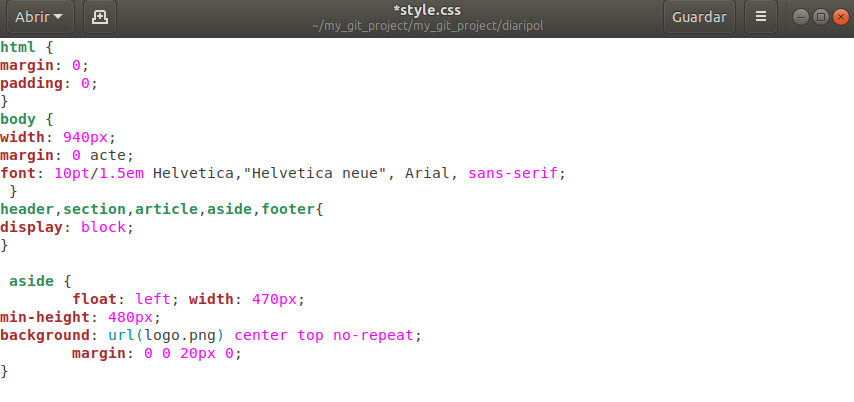 Abrir
*style.css
~/my_git_project/my_git_project/diaripol
Guardar
html {
margin: 0;
padding: 0;
}
body {
width: 940px;
margin: 0 acte;
font: 10pt/1.5em Helvetica,"Helvetica neue", Arial, sans-serif;
 }
header,section,article,aside,footer{
display: block;
}

 aside {
        float: left; width: 470px;
min-height: 480px;
background: url(logo.png) center top no-repeat;
        margin: 0 0 20px 0;
}